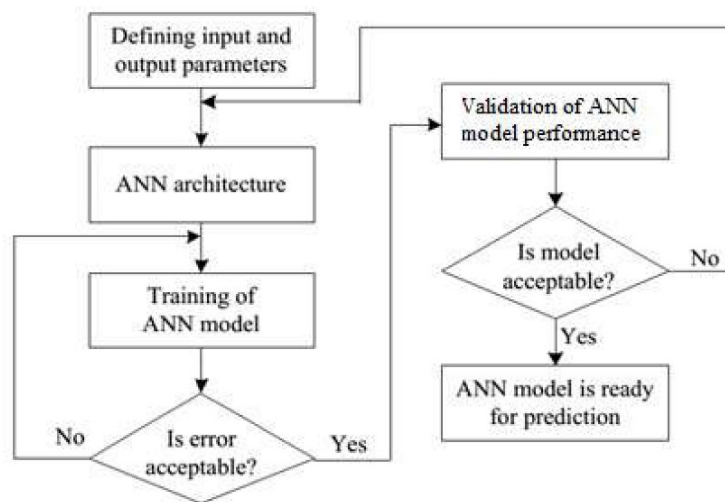 Defining input and
output parameters
ANN architecture
Training of
ANN model
Is error
acceptable?
No
Yes
Validation of ANN
model performance
Is model
acceptable?
No
Yes
ANN model is ready
for prediction